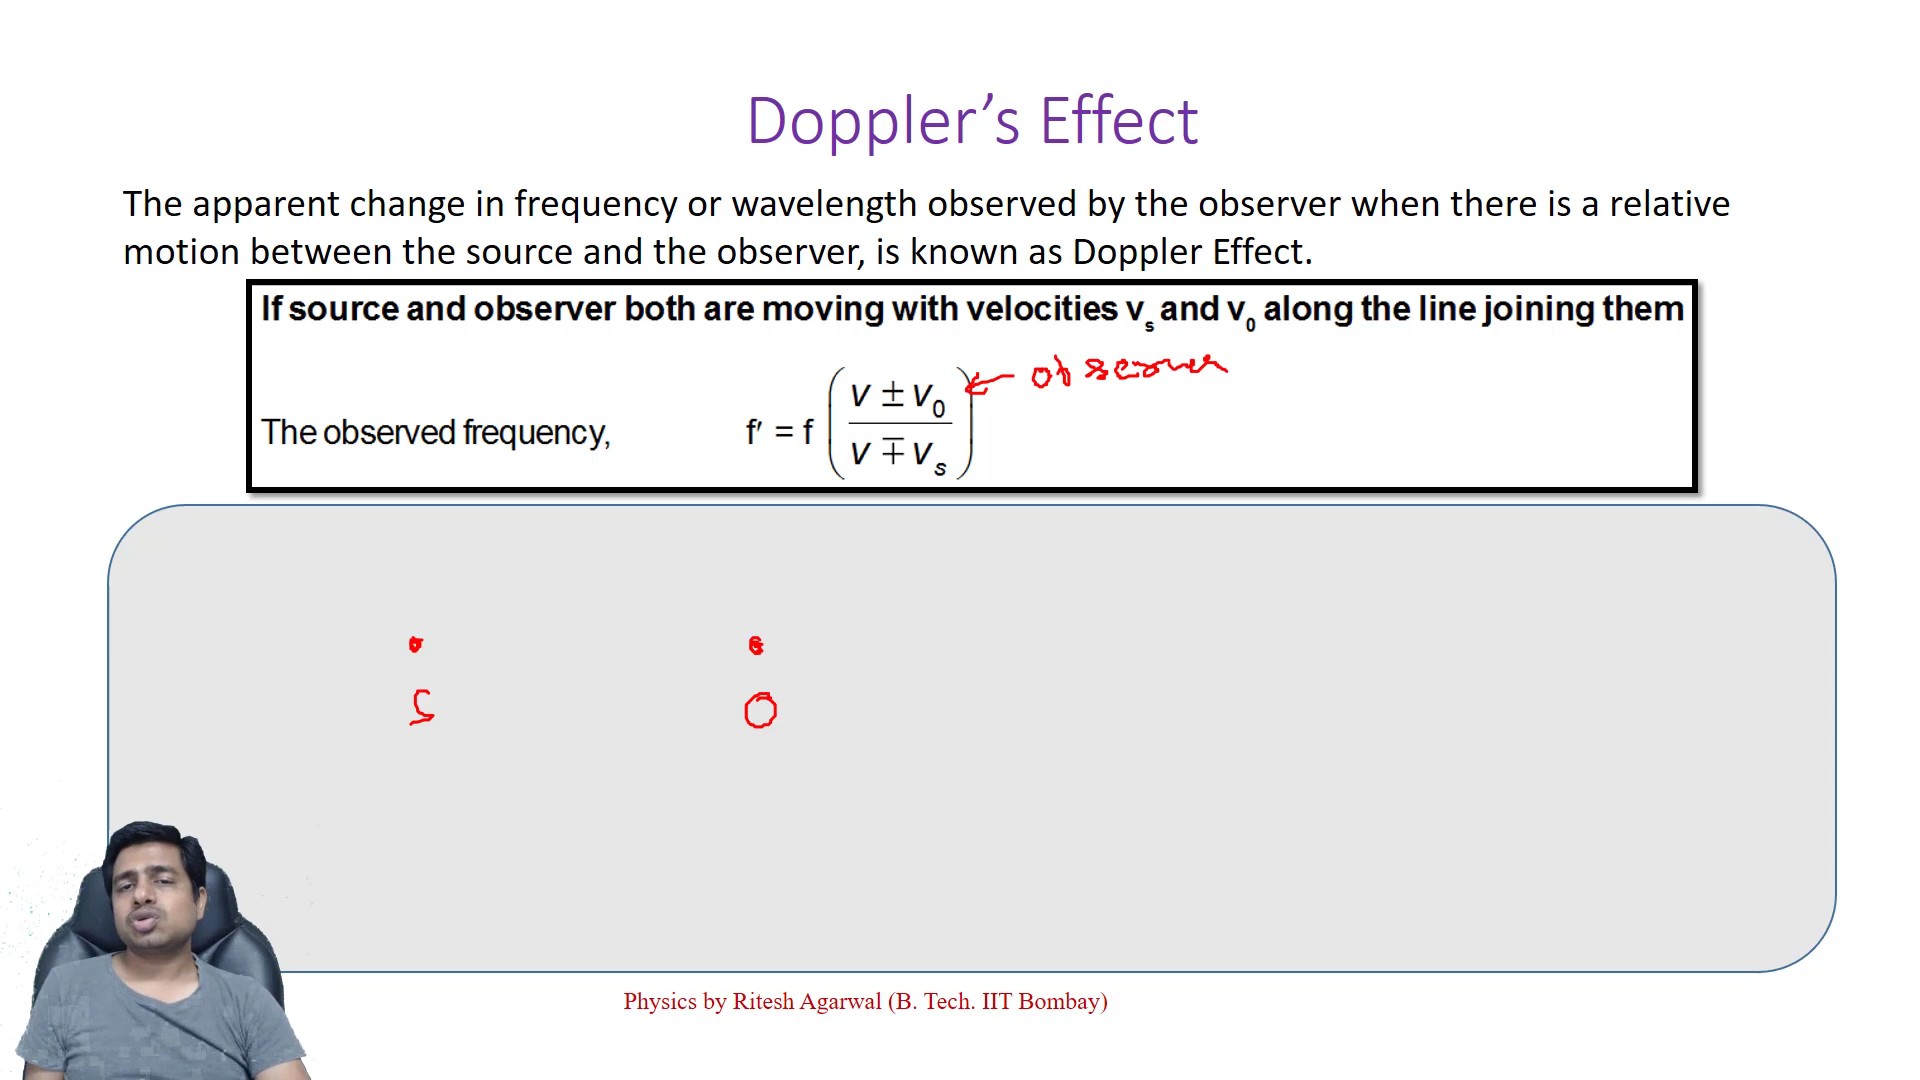 Doppler’s Effect
The apparent change in frequency or wavelength observed by the observer when there is a relative
motion between the source and the observer, is known as Doppler Effect.
If source and observer both are moving with velocities vₛ and v₀ along the line joining them
The observed frequency, f′ = f ( (v ± v₀) / (v ∓ vₛ) ) ← observer
S O
Physics by Ritesh Agarwal (B. Tech. IIT Bombay)